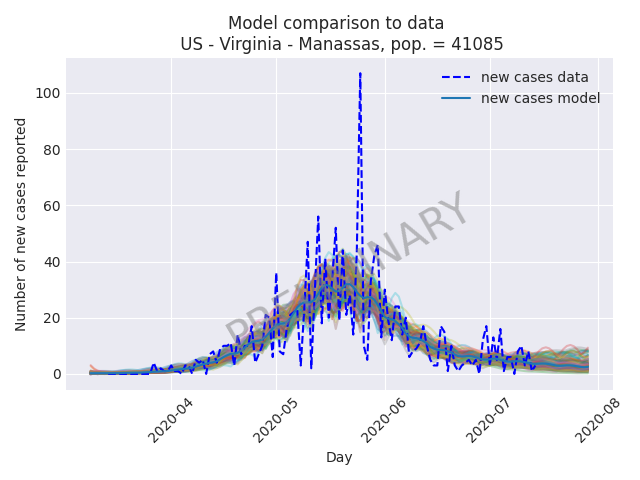 Model comparison to data
US - Virginia - Manassas, pop. = 41085
new cases data
new cases model
PRELIMINARY
Number of new cases reported
100
80
60
40
20
0
2020-04
2020-05
2020-06
2020-07
2020-08
Day